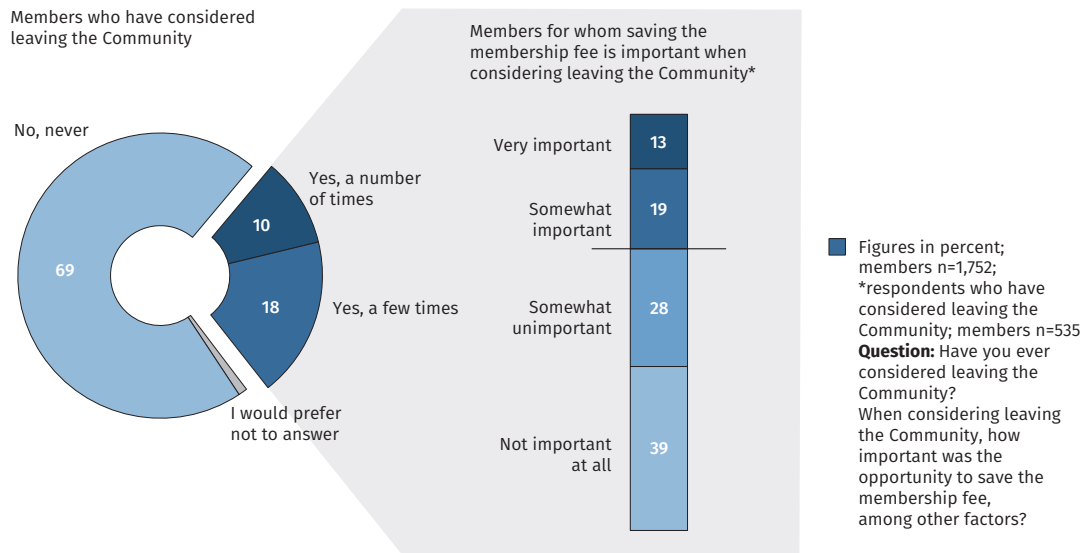 Members who have considered
leaving the Community
No, never
69
Yes, a number
of times
10
18
Yes, a few times
I would prefer
not to answer
Members for whom saving the
membership fee is important when
considering leaving the Community*
Very important
13
Somewhat
important
19
Somewhat
unimportant
28
Not important
at all
39
Figures in percent;
members n=1,752;
*respondents who have
considered leaving the
Community; members n=535
Question: Have you ever
considered leaving the
Community?
When considering leaving
the Community, how
important was the
opportunity to save the
membership fee,
among other factors?